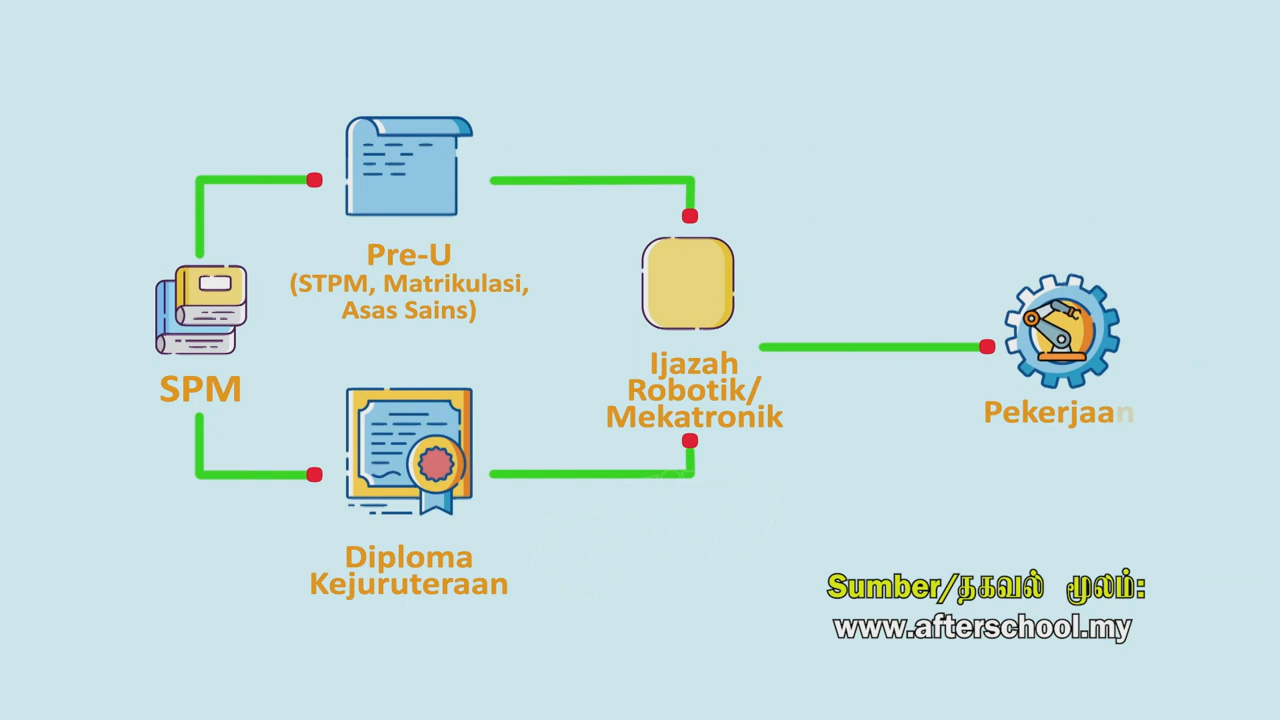 Pre-U
(STPM, Matrikulasi,
Asas Sains)
SPM
Ijazah
Robotik/
Mekatronik
Pekerjaan
Diploma
Kejuruteraan
Sumber/தகவல் மூலம்:
www.afterschool.my